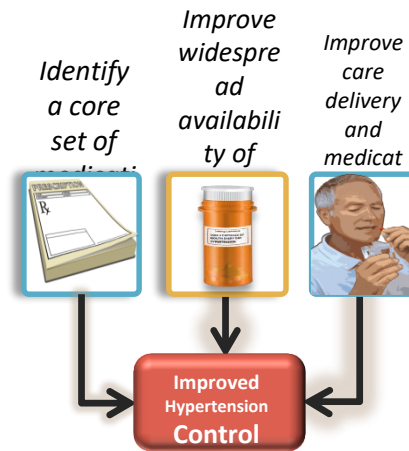 Identify
a core
set of
medicati
Improve
widespre
ad
availabili
ty of
Improve
care
delivery
and
medicat
PRESCRIPTION
Rx
Improved
Hypertension
Control